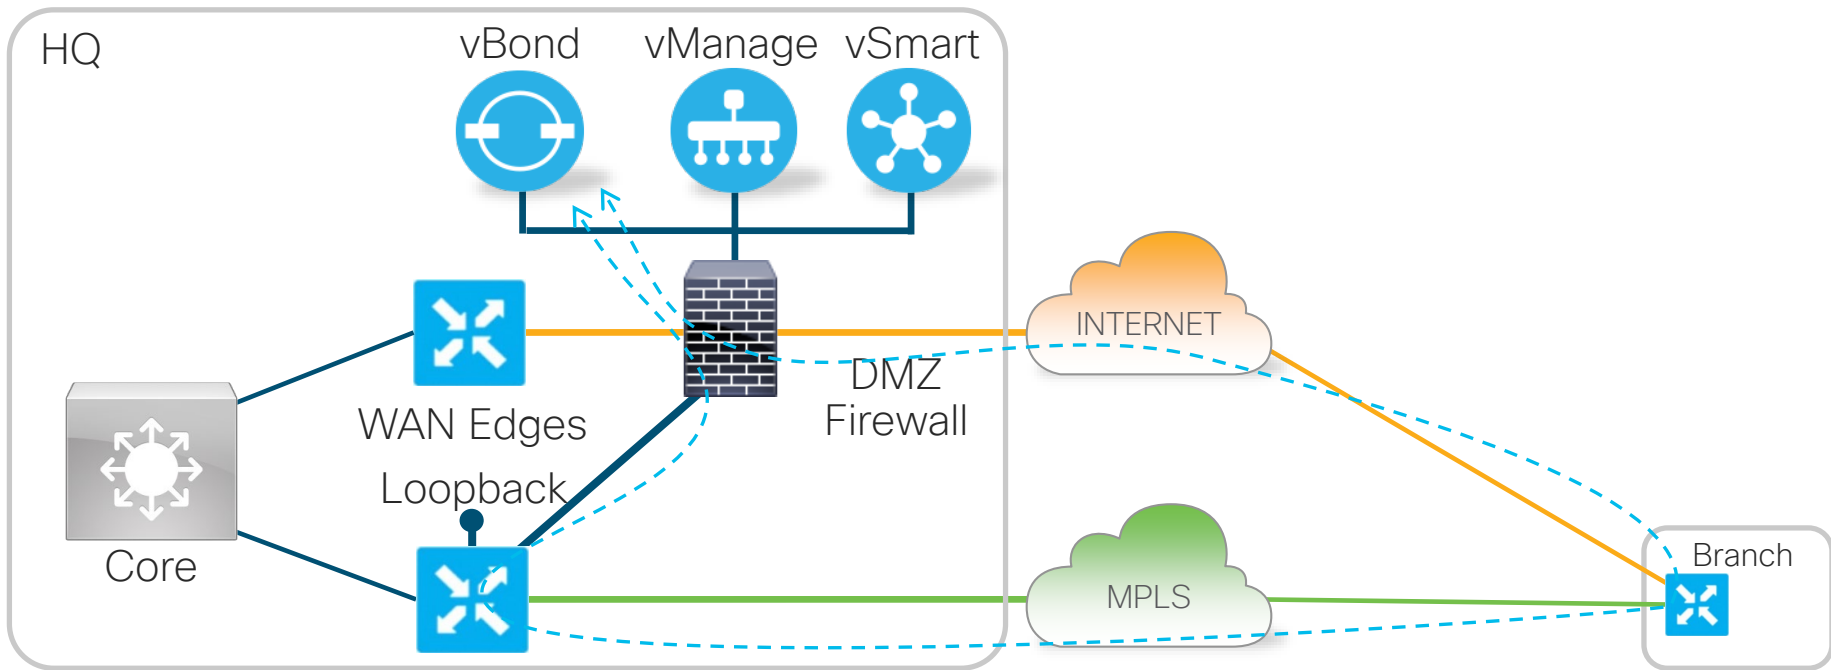 HQ
vBond
vManage
vSmart
INTERNET
DMZ
Firewall
WAN Edges
Loopback
Core
MPLS
Branch